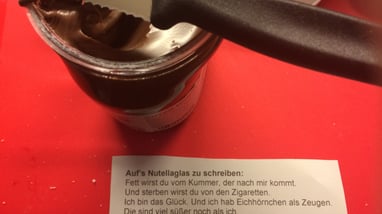 Auf's Nutellaglas zu schreiben:
Fett wirst du vom Kummer, der nach mir kommt.
Und sterben wirst du von den Zigaretten.
Ich bin das Glück. Und ich hab Eichhörnchen als Zeugen.
Die sind viel süßer noch als ich.